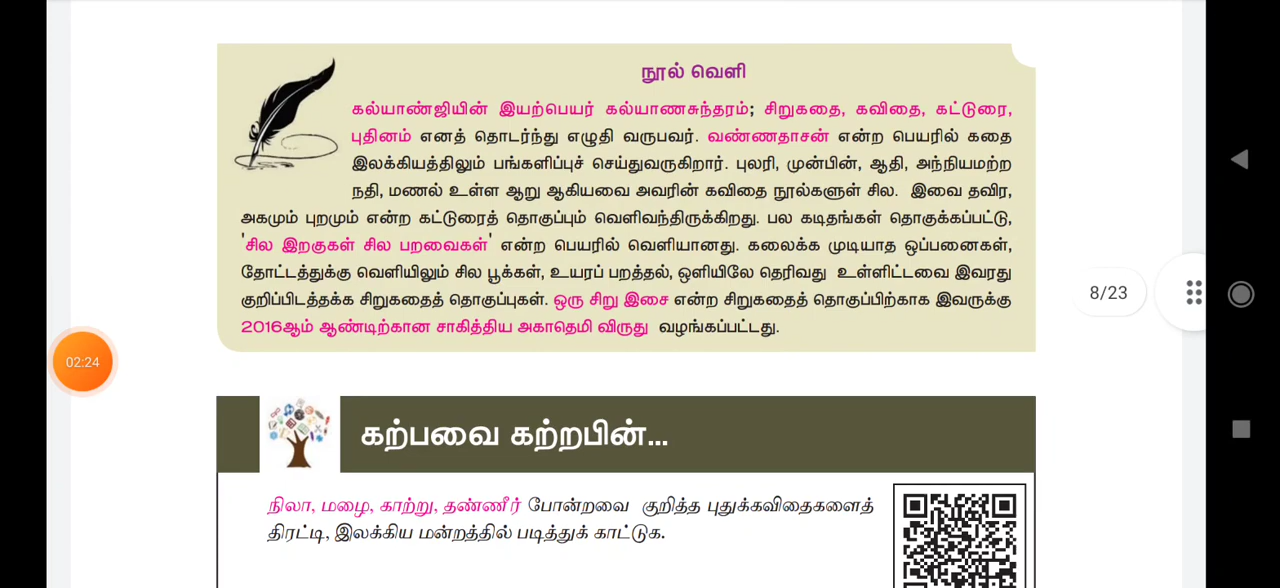 நூல் வெளி
கல்யாண்ஜியின் இயற்பெயர் கல்யாணசுந்தரம்; சிறுகதை, கவிதை, கட்டுரை,
புதினம் எனத் தொடர்ந்து எழுதி வருபவர். வண்ணதாசன் என்ற பெயரில் கதை
இலக்கியத்திலும் பங்களிப்புச் செய்துவருகிறார். புலரி, முன்பின், ஆதி, அந்நியமற்ற
நதி, மணல் உள்ள ஆறு ஆகியவை அவரின் கவிதை நூல்களுள் சில. இவை தவிர,
அகமும் புறமும் என்ற கட்டுரைத் தொகுப்பும் வெளிவந்திருக்கிறது. பல கடிதங்கள் தொகுக்கப்பட்டு,
'சில இறகுகள் சில பறவைகள்' என்ற பெயரில் வெளியானது. கலைக்க முடியாத ஒப்பனைகள்,
தோட்டத்துக்கு வெளியிலும் சில பூக்கள், உயரப் பறத்தல், ஒளியிலே தெரிவது உள்ளிட்டவை இவரது
குறிப்பிடத்தக்க சிறுகதைத் தொகுப்புகள். ஒரு சிறு இசை என்ற சிறுகதைத் தொகுப்பிற்காக இவருக்கு
2016ஆம் ஆண்டிற்கான சாகித்திய அகாதெமி விருது வழங்கப்பட்டது.
8/23
02:24
கற்பவை கற்றபின்...
நிலா, மழை, காற்று, தண்ணீர் போன்றவை குறித்த புதுக்கவிதைகளைத்
திரட்டி, இலக்கிய மன்றத்தில் படித்துக் காட்டுக.